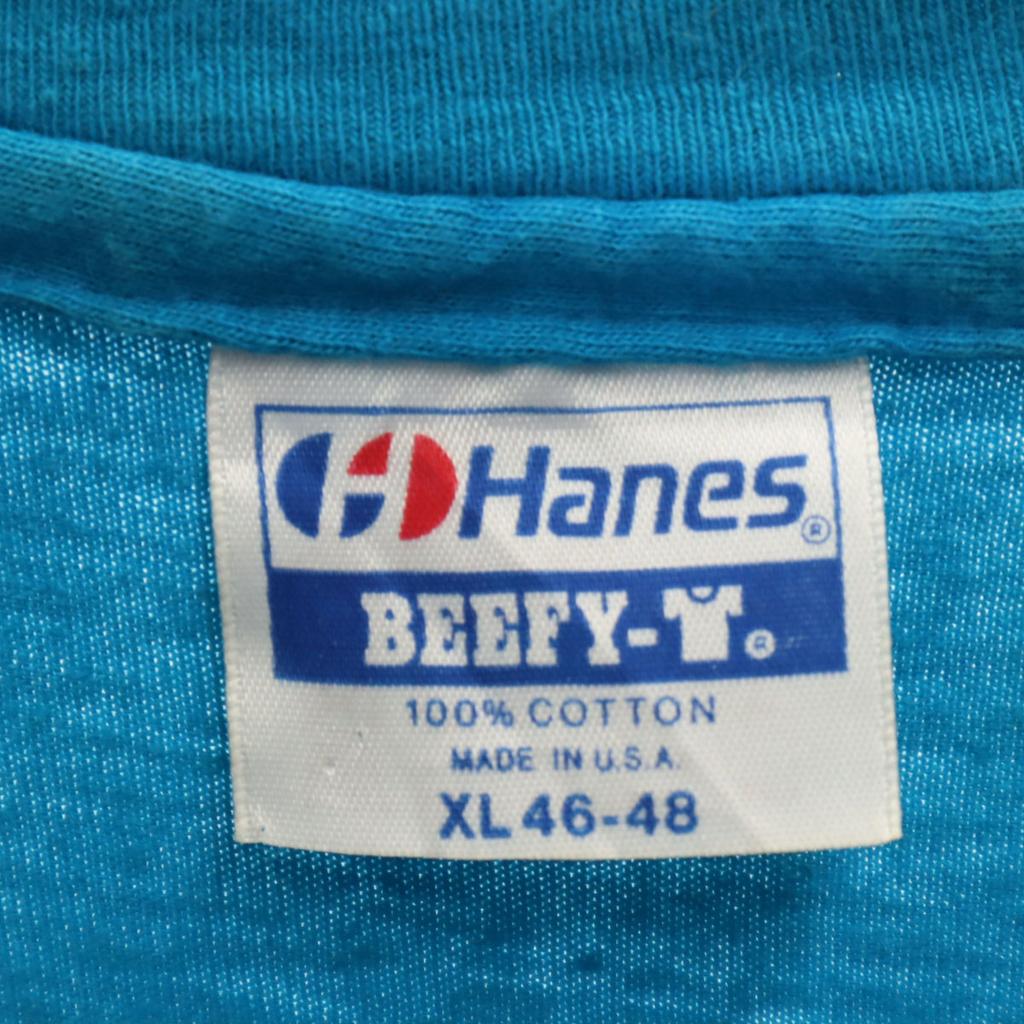 Hanes®
BEEFY-T®
100% COTTON
MADE IN U.S.A.
XL 46-48